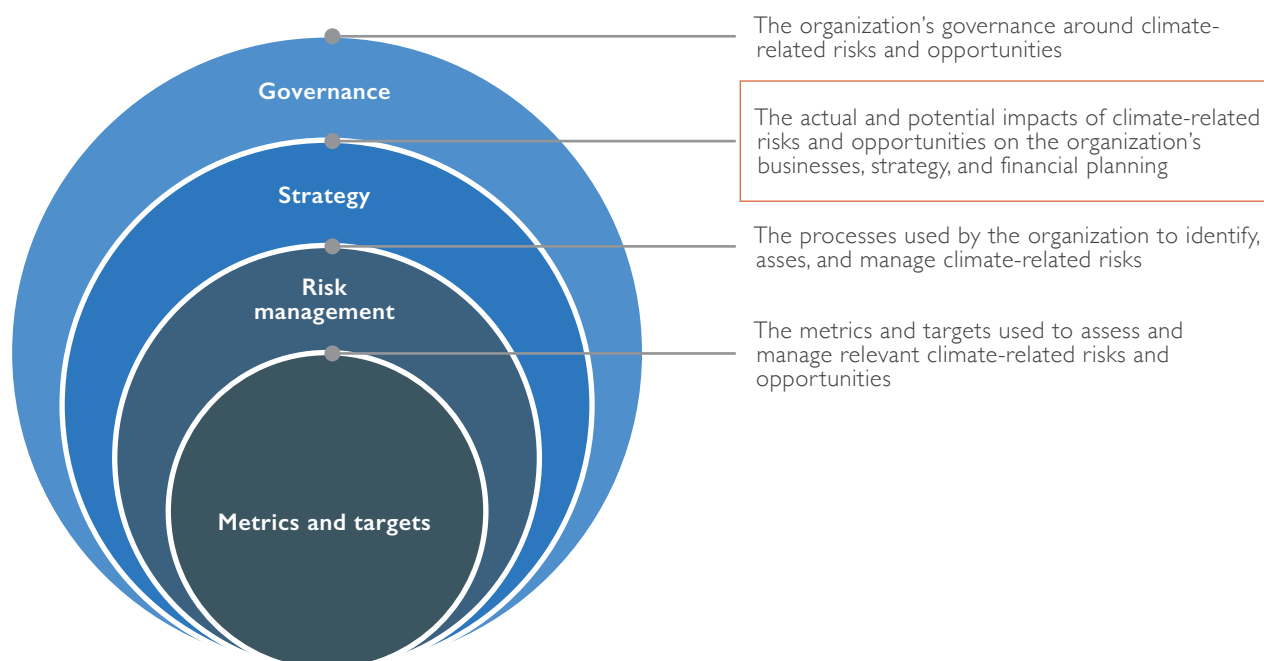 The organization’s governance around climate-
related risks and opportunities
Governance
The actual and potential impacts of climate-related
risks and opportunities on the organization’s
businesses, strategy, and financial planning
Strategy
The processes used by the organization to identify,
asses, and manage climate-related risks
Risk
management
The metrics and targets used to assess and
manage relevant climate-related risks and
opportunities
Metrics and targets